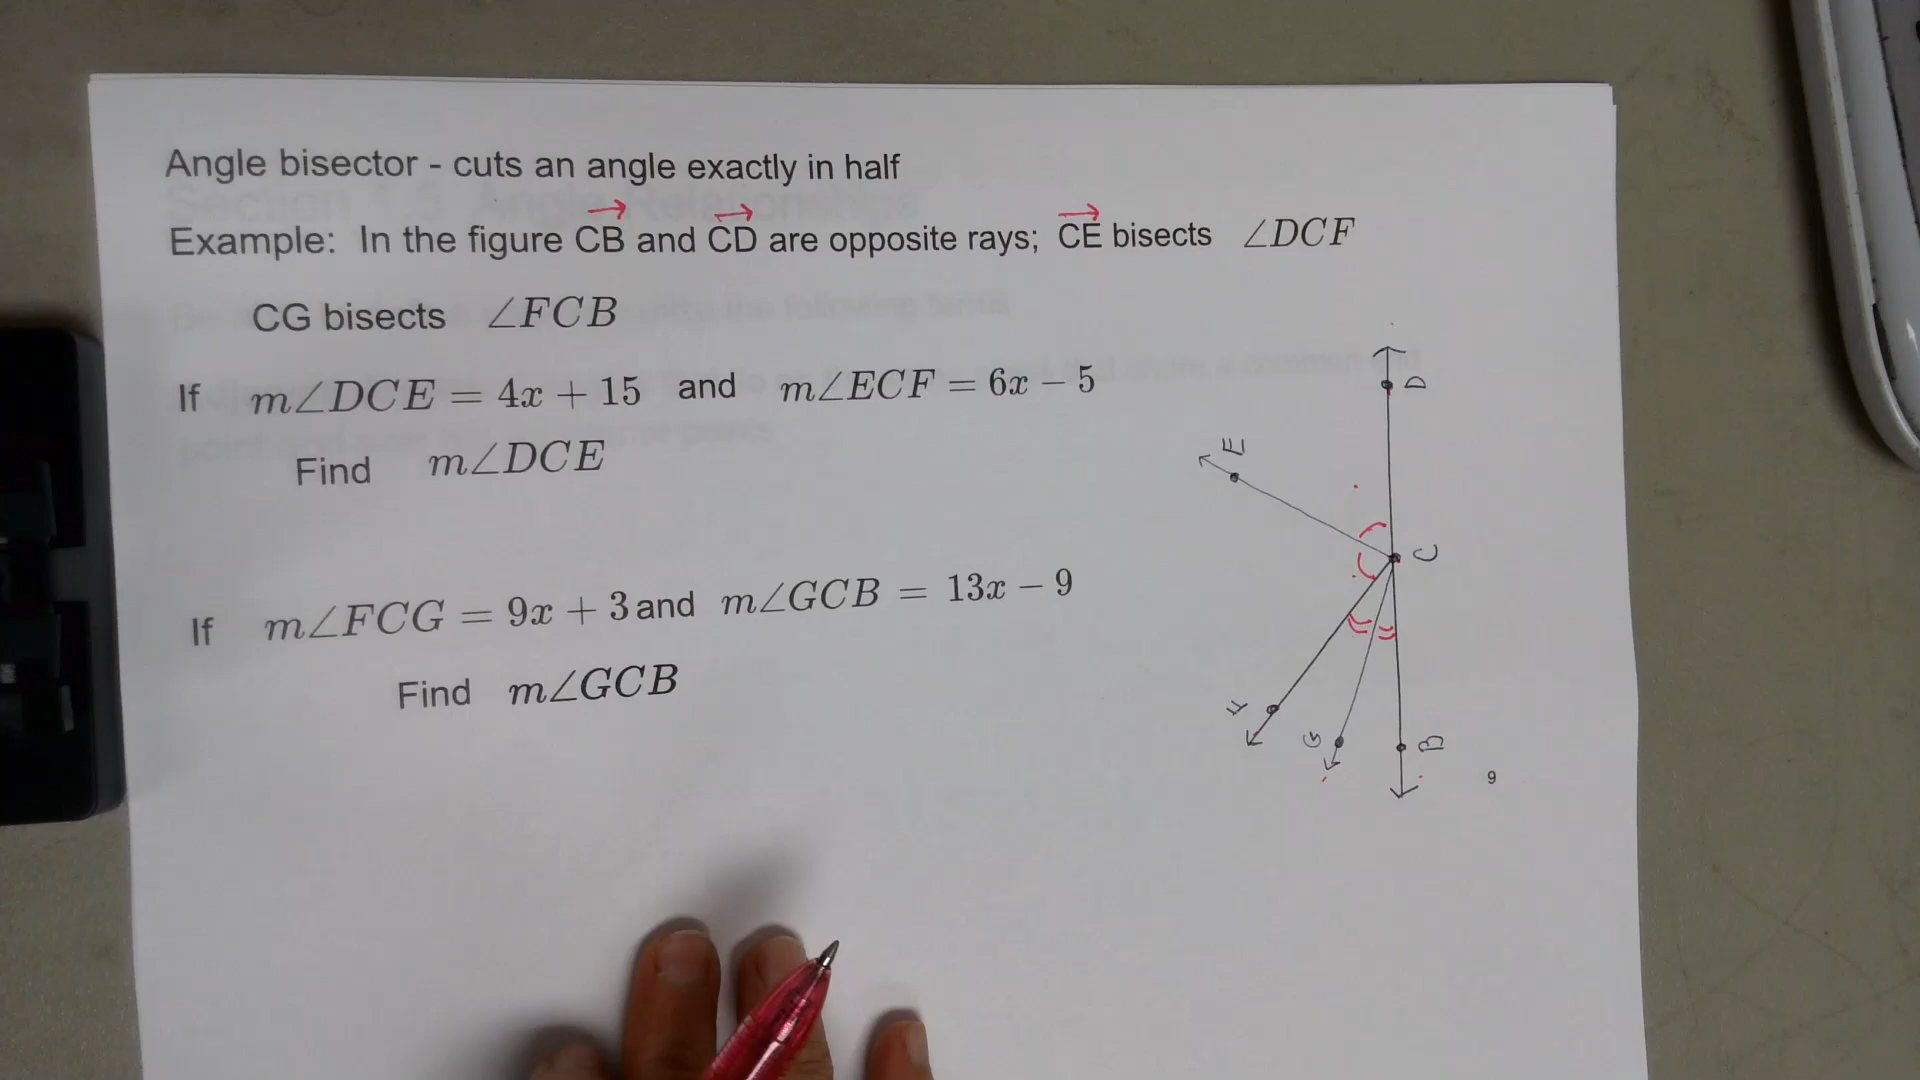 Angle bisector - cuts an angle exactly in half
Example: In the figure CB and CD are opposite rays; CE bisects ∠DCF
CG bisects ∠FCB
If m∠DCE = 4x + 15 and m∠ECF = 6x − 5
Find m∠DCE
If m∠FCG = 9x + 3 and m∠GCB = 13x − 9
Find m∠GCB
D
E
C
F
G
B
9